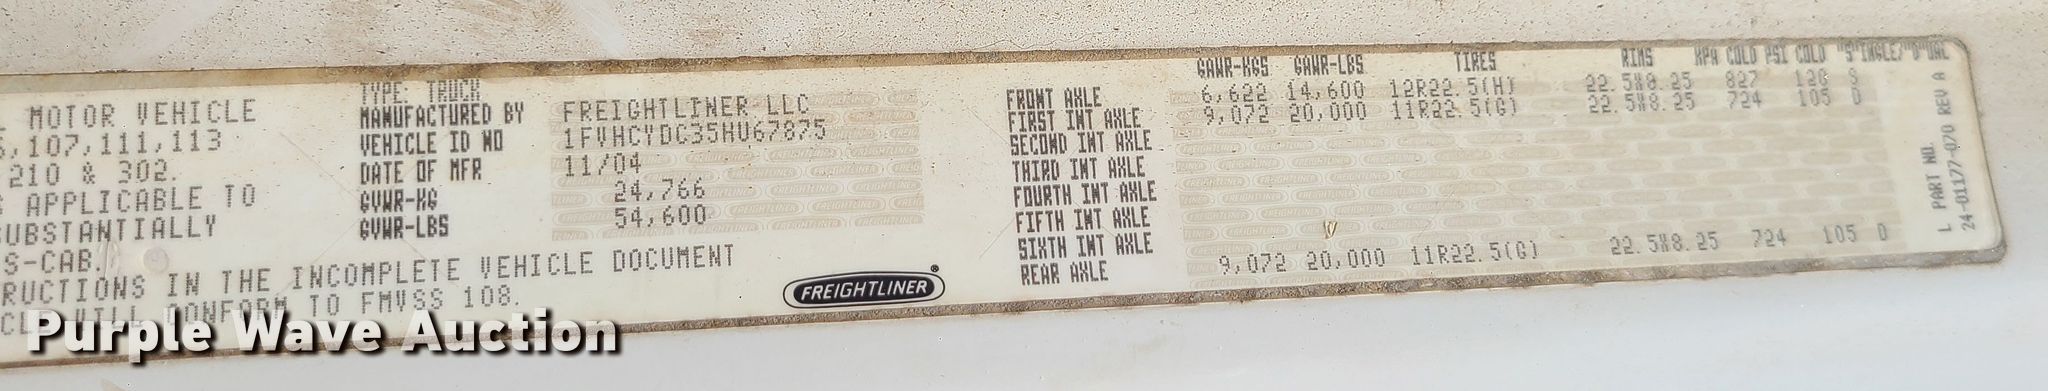 MOTOR VEHICLE
,107,111,113
210 & 302.
APPLICABLE TO
SUBSTANTIALLY
S-CAB.
RUCTIONS IN THE INCOMPLETE VEHICLE DOCUMENT
WILL CONFORM TO FMVSS 108.
TYPE: TRUCK
MANUFACTURED BY FREIGHTLINER LLC
VEHICLE ID NO 1FVHCYDC35HU67875
DATE OF MFR 11/04
GVWR-KG 24,766
GVWR-LBS 54,600
FREIGHTLINER®
GAWR-KGS GAWR-LBS TIRES RIMS KPA COLD PSI COLD "S"INGLE/"D"UAL
FRONT AXLE 6,622 14,600 12R22.5(H) 22.5X8.25 827 120 S
FIRST INT AXLE 9,072 20,000 11R22.5(G) 22.5X8.25 724 105 D
SECOND INT AXLE
THIRD INT AXLE
FOURTH INT AXLE
FIFTH INT AXLE
SIXTH INT AXLE
REAR AXLE 9,072 20,000 11R22.5(G) 22.5X8.25 724 105 D
L PART NO.
24-01177-070 REV A
Purple Wave Auction